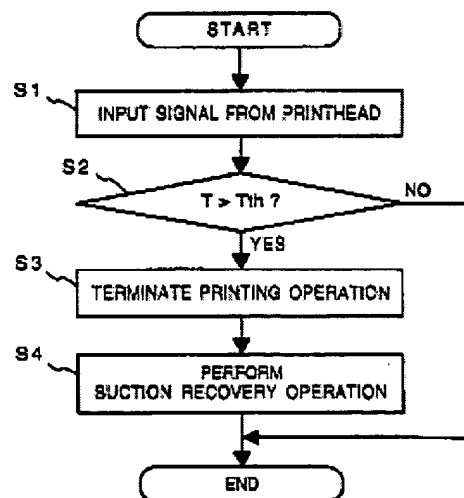 START
S1
INPUT SIGNAL FROM PRINTHEAD
S2
T > Tth ?
NO
YES
S3
TERMINATE PRINTING OPERATION
S4
PERFORM
SUCTION RECOVERY OPERATION
END